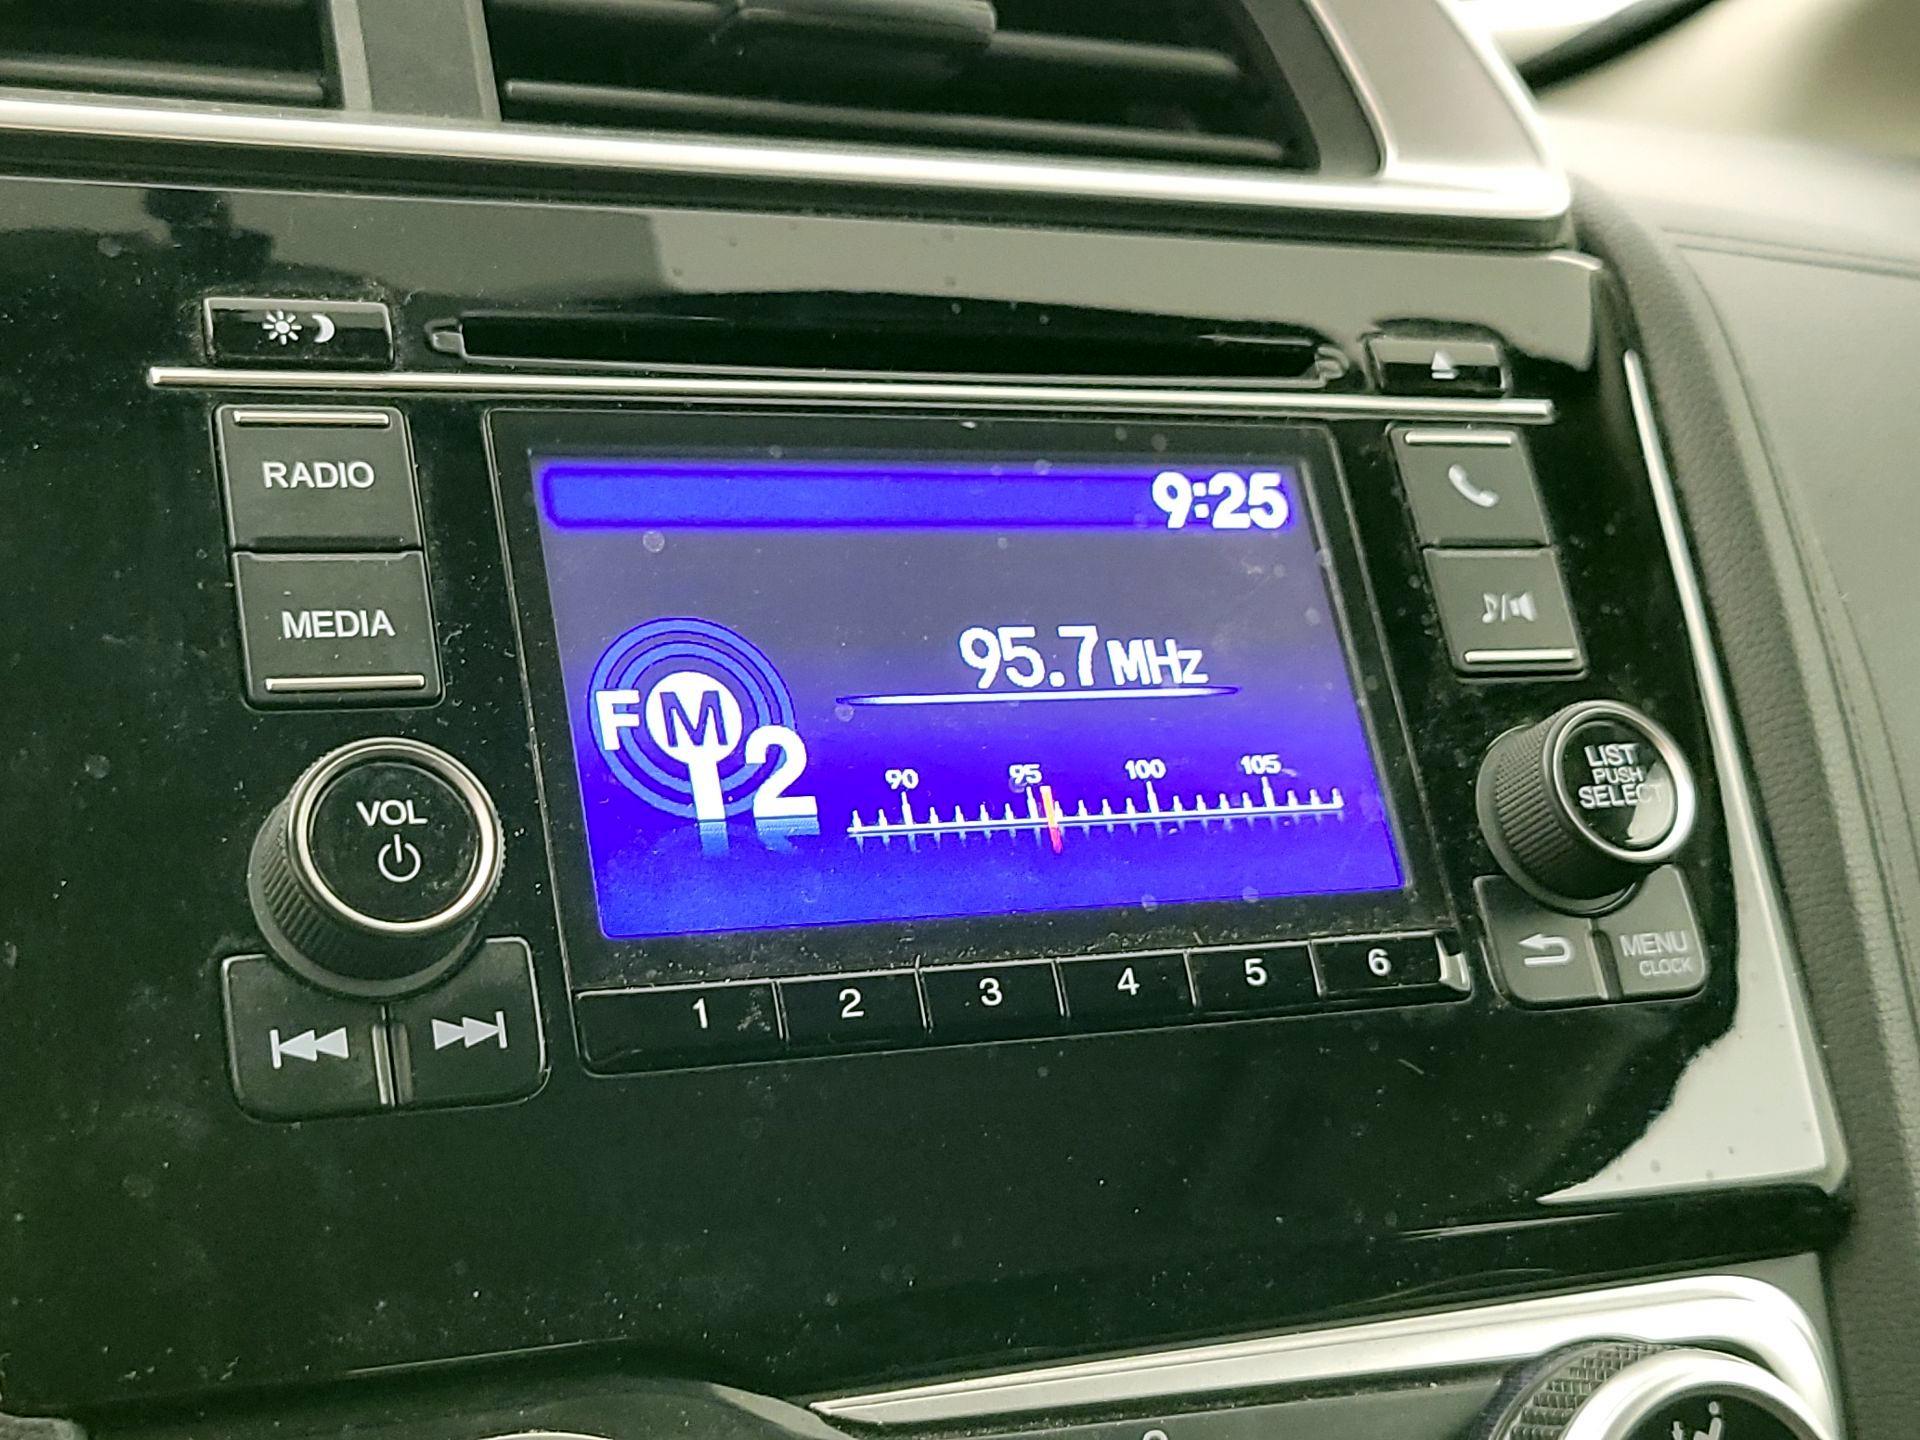 RADIO
MEDIA
VOL
9:25
95.7 MHz
FM
2
90 95 100 105
1 2 3 4 5 6
LIST
PUSH
SELECT
MENU
CLOCK